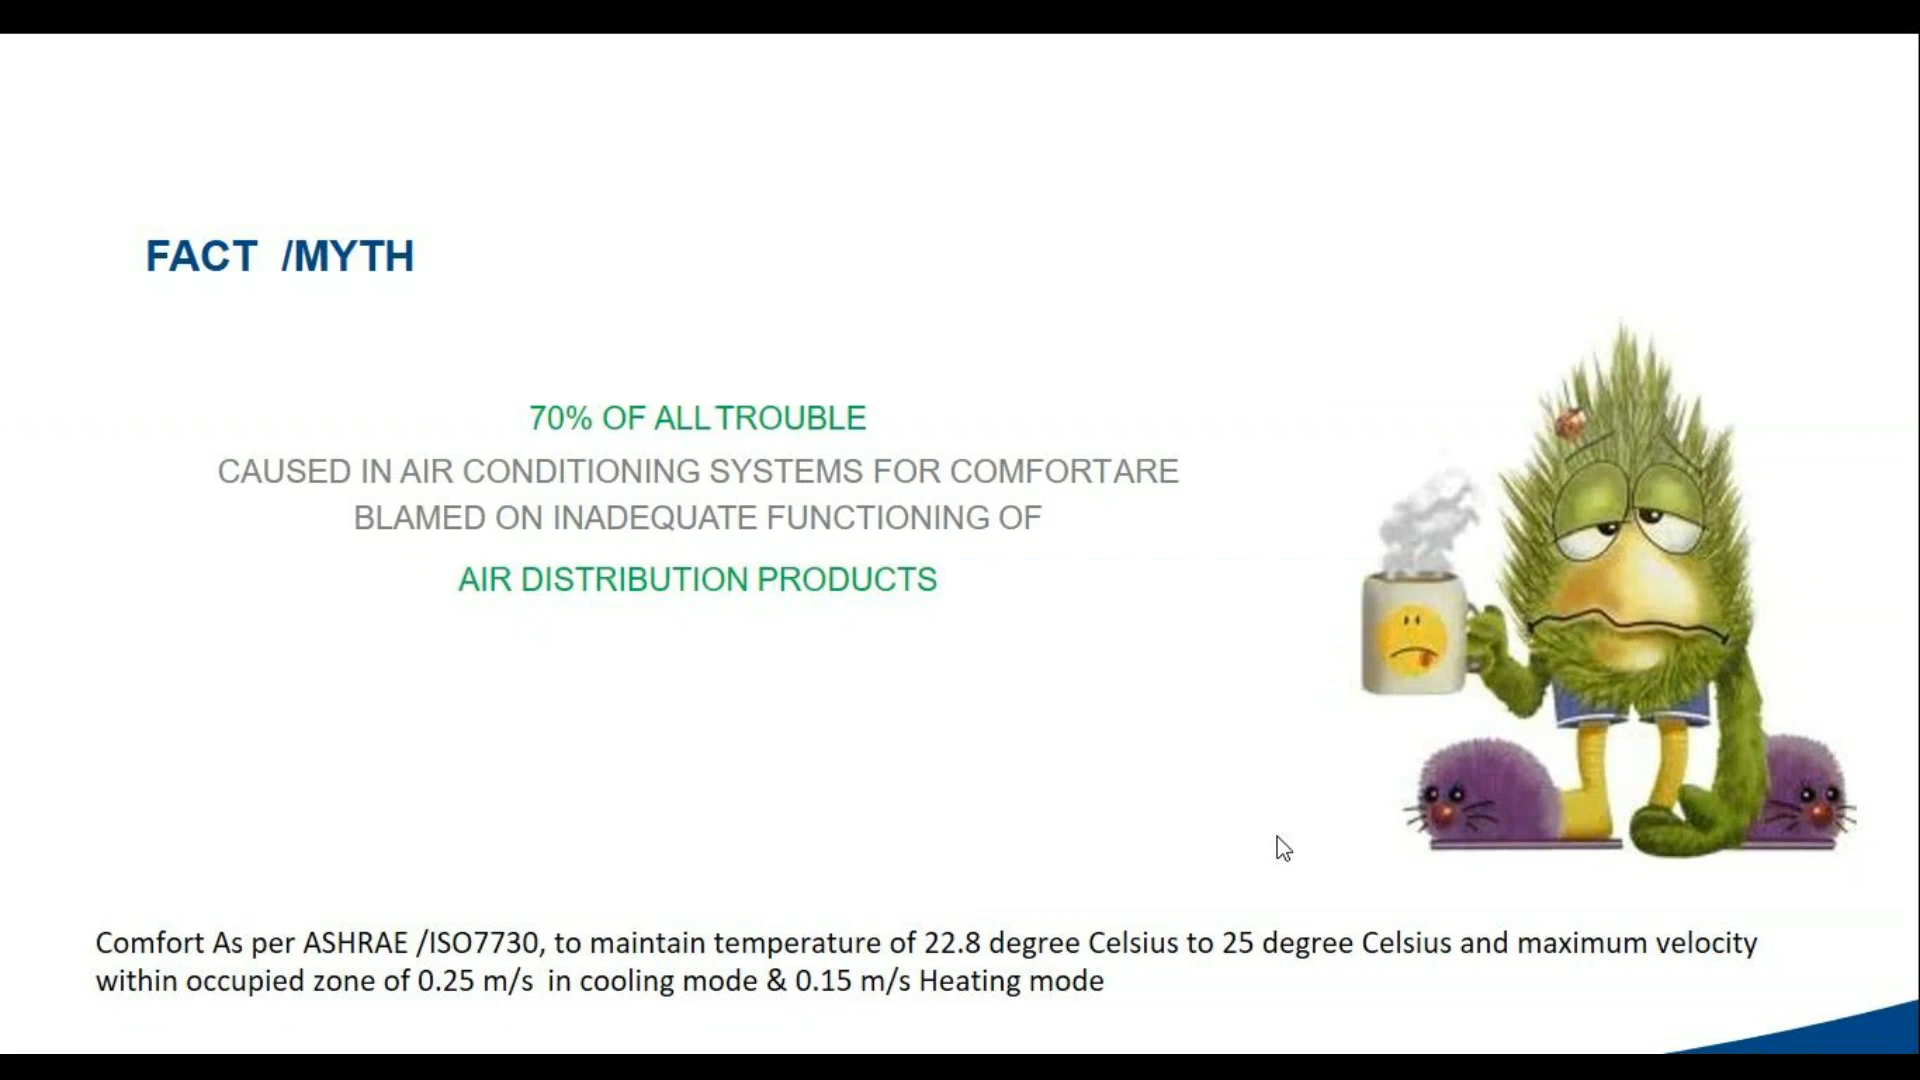 FACT /MYTH
70% OF ALL TROUBLE
CAUSED IN AIR CONDITIONING SYSTEMS FOR COMFORT ARE
BLAMED ON INADEQUATE FUNCTIONING OF
AIR DISTRIBUTION PRODUCTS
Comfort As per ASHRAE /ISO7730, to maintain temperature of 22.8 degree Celsius to 25 degree Celsius and maximum velocity
within occupied zone of 0.25 m/s in cooling mode & 0.15 m/s Heating mode